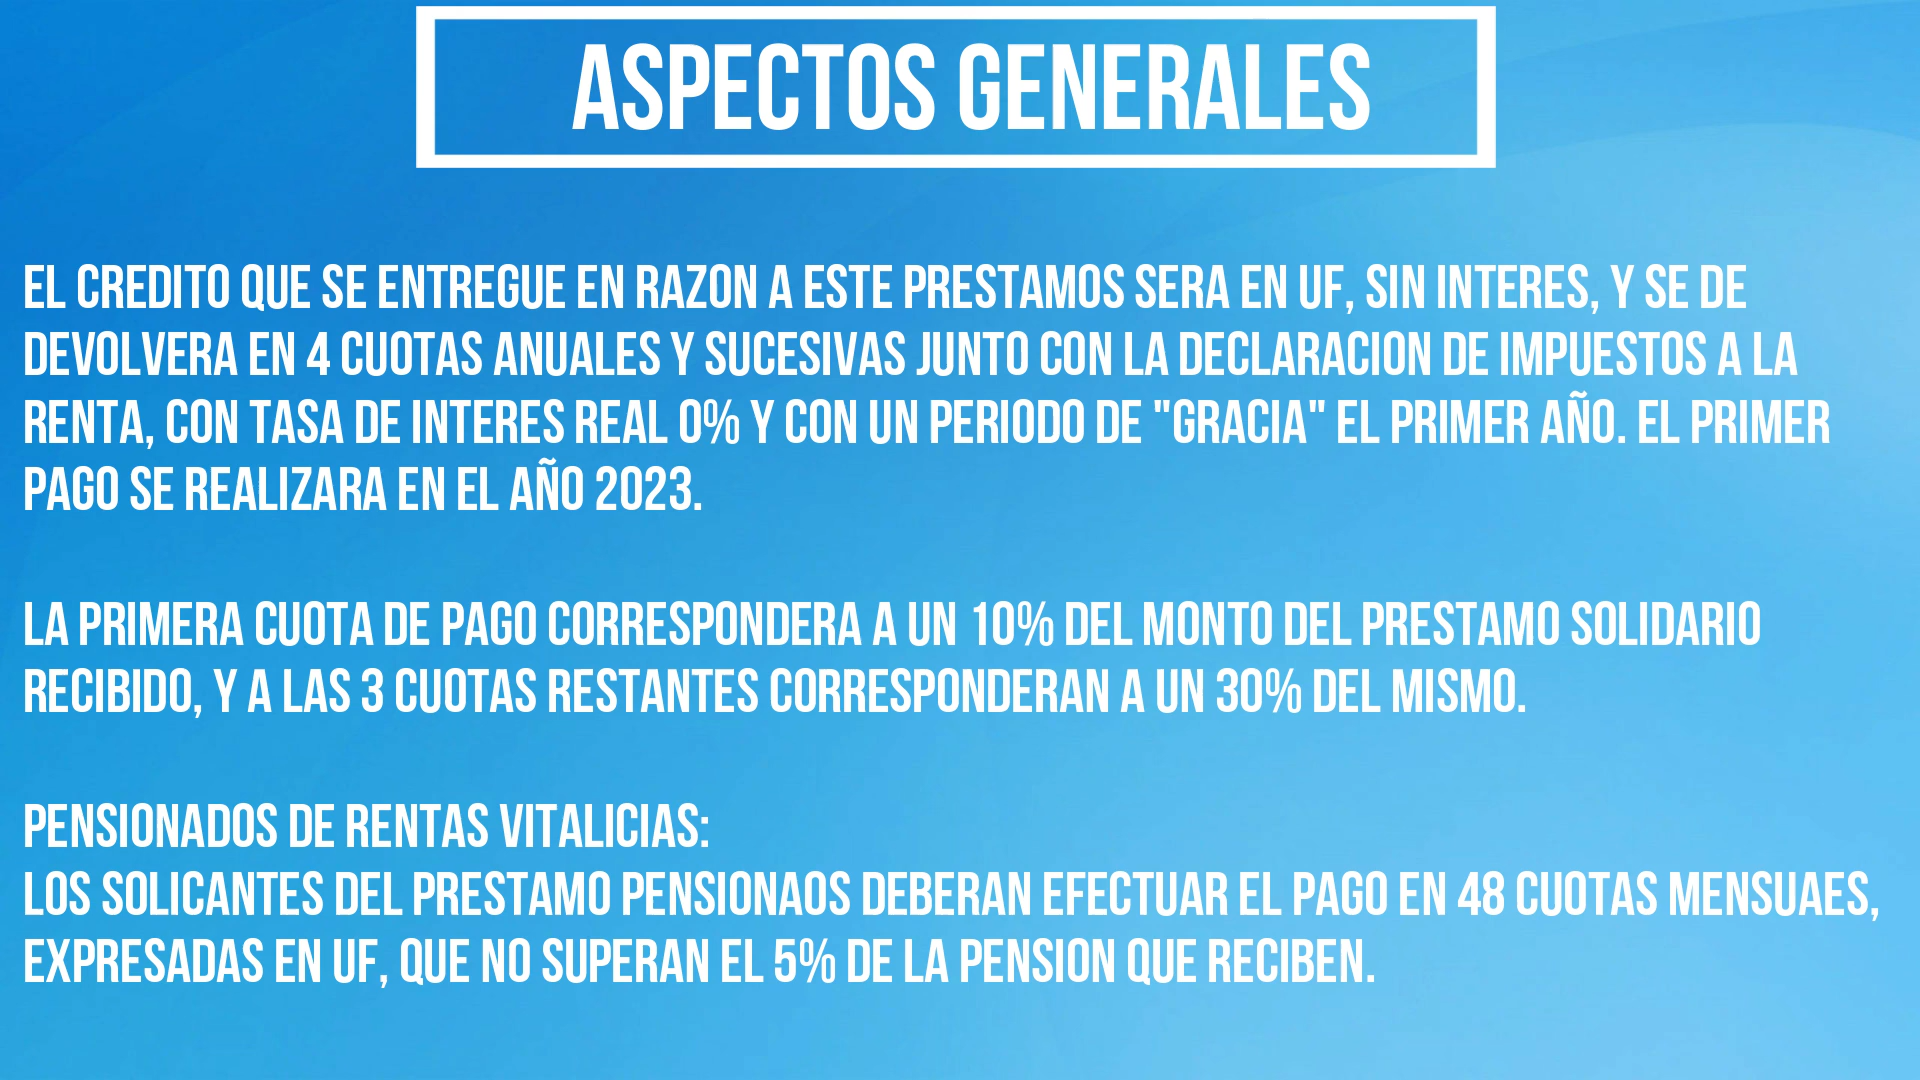 ASPECTOS GENERALES
EL CREDITO QUE SE ENTREGUE EN RAZON A ESTE PRESTAMOS SERA EN UF, SIN INTERES, Y SE DE
DEVOLVERA EN 4 CUOTAS ANUALES Y SUCESIVAS JUNTO CON LA DECLARACION DE IMPUESTOS A LA
RENTA, CON TASA DE INTERES REAL 0% Y CON UN PERIODO DE "GRACIA" EL PRIMER AÑO. EL PRIMER
PAGO SE REALIZARA EN EL AÑO 2023.
LA PRIMERA CUOTA DE PAGO CORRESPONDERA A UN 10% DEL MONTO DEL PRESTAMO SOLIDARIO
RECIBIDO, Y A LAS 3 CUOTAS RESTANTES CORRESPONDERAN A UN 30% DEL MISMO.
PENSIONADOS DE RENTAS VITALICIAS:
LOS SOLICANTES DEL PRESTAMO PENSIONAOS DEBERAN EFECTUAR EL PAGO EN 48 CUOTAS MENSUAES,
EXPRESADAS EN UF, QUE NO SUPERAN EL 5% DE LA PENSION QUE RECIBEN.